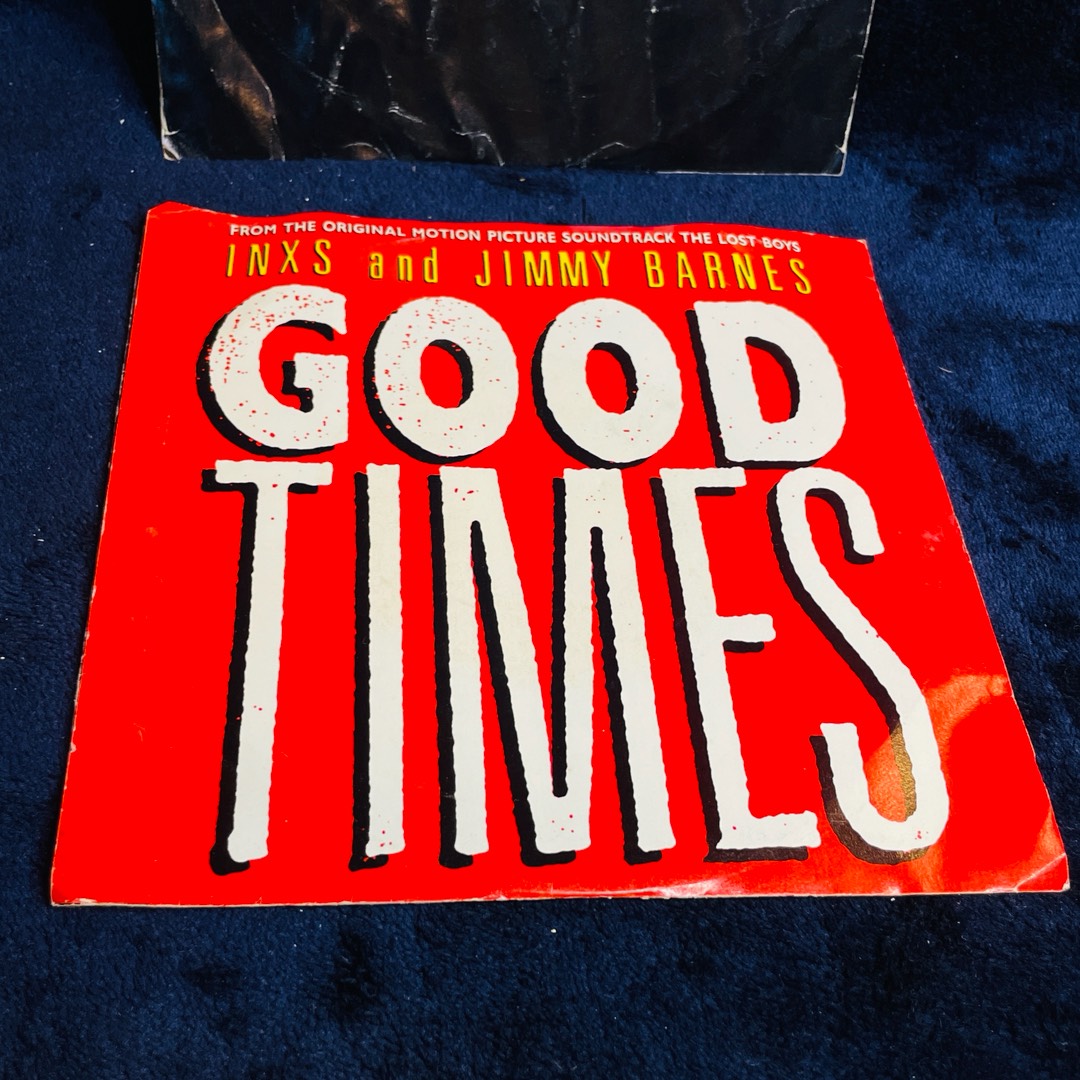 FROM THE ORIGINAL MOTION PICTURE SOUNDTRACK THE LOST BOYS
INXS and JIMMY BARNES
GOOD
TIMES